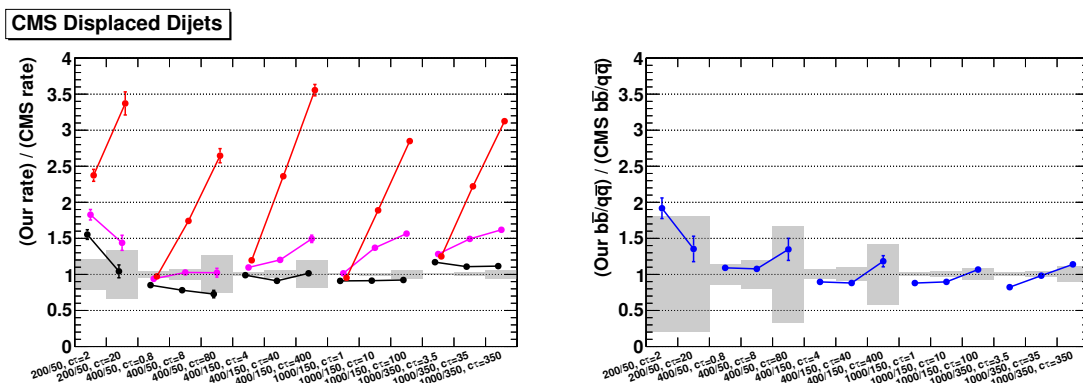 CMS Displaced Dijets
(Our rate) / (CMS rate)
4
3.5
3
2.5
2
1.5
1
0.5
0
200/50, cτ=2
200/50, cτ=20
400/50, cτ=0.8
400/50, cτ=8
400/50, cτ=80
400/150, cτ=4
400/150, cτ=40
400/150, cτ=400
1000/150, cτ=1
1000/150, cτ=10
1000/150, cτ=100
1000/350, cτ=3.5
1000/350, cτ=35
1000/350, cτ=350
(Our bb̅/qq̅) / (CMS bb̅/qq̅)
4
3.5
3
2.5
2
1.5
1
0.5
0
200/50, cτ=2
200/50, cτ=20
400/50, cτ=0.8
400/50, cτ=8
400/50, cτ=80
400/150, cτ=4
400/150, cτ=40
400/150, cτ=400
1000/150, cτ=1
1000/150, cτ=10
1000/150, cτ=100
1000/350, cτ=3.5
1000/350, cτ=35
1000/350, cτ=350